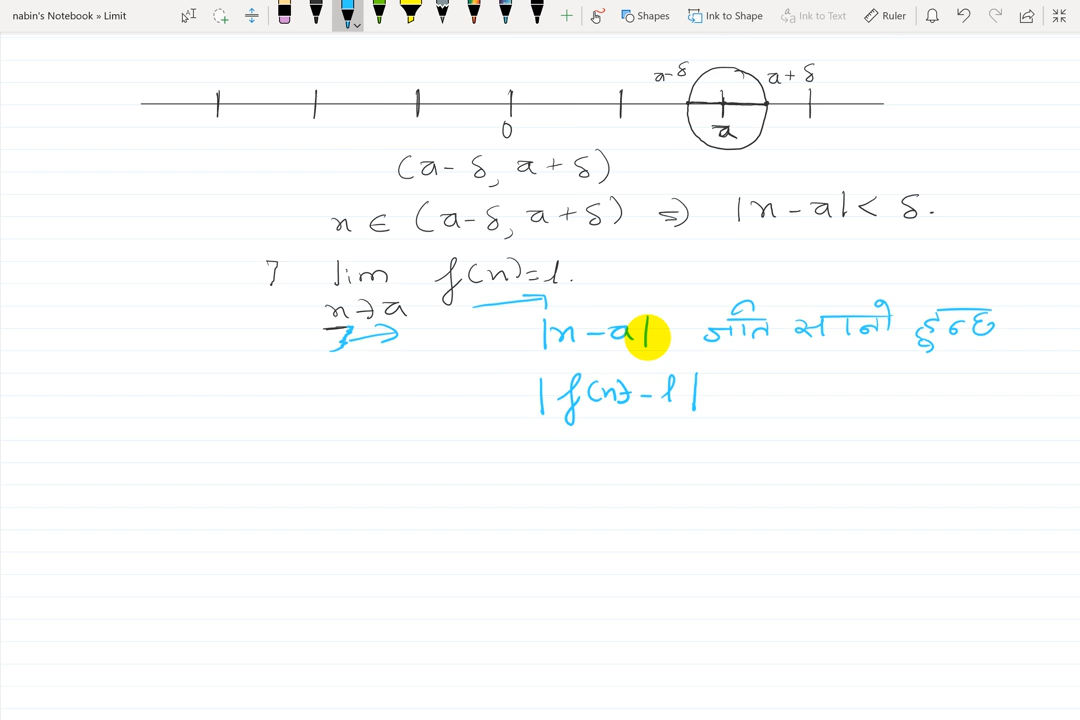 nabin's Notebook » Limit
Shapes Ink to Shape Ink to Text Ruler
a-δ a+δ
0 a
(a-δ, a+δ)
x ∈ (a-δ, a+δ) ⇒ |x-a| < δ.
lim f(x)=l.
x→a
|x-a| जति सानो हुन्छ
|f(x)-l|